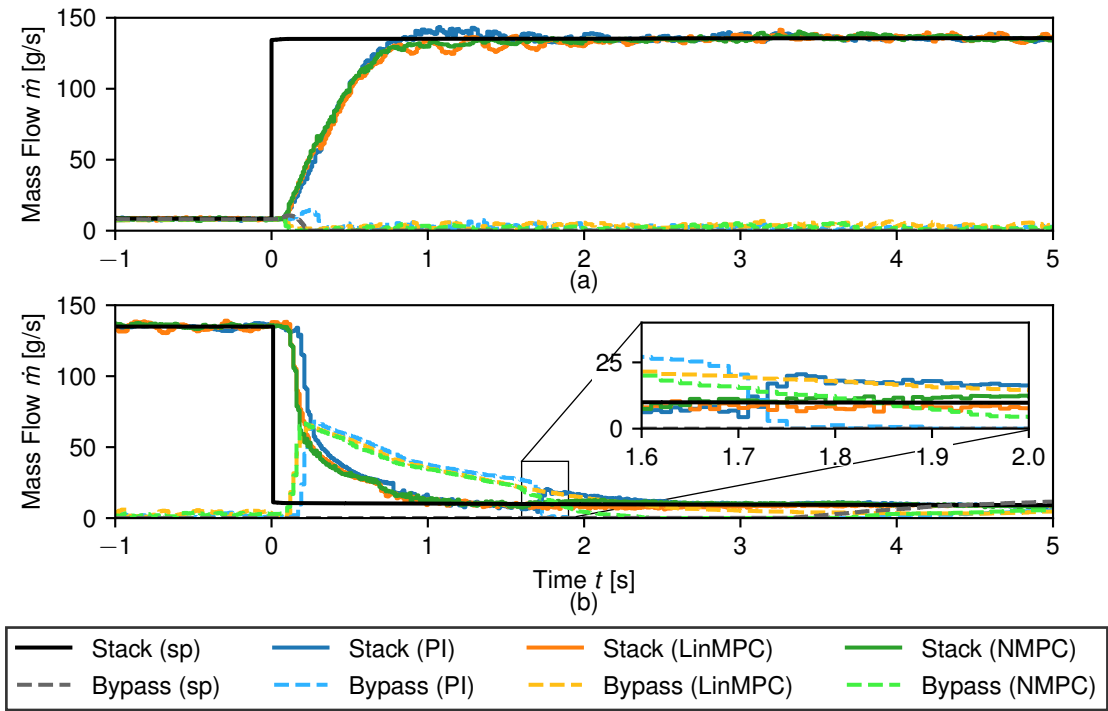 150
100
50
0
Mass Flow ṁ [g/s]
−1 0 1 2 3 4 5
(a)
150
100
50
0
Mass Flow ṁ [g/s]
25
0
1.6 1.7 1.8 1.9 2.0
−1 0 1 2 3 4 5
Time t [s]
(b)
Stack (sp) Stack (PI) Stack (LinMPC) Stack (NMPC)
Bypass (sp) Bypass (PI) Bypass (LinMPC) Bypass (NMPC)